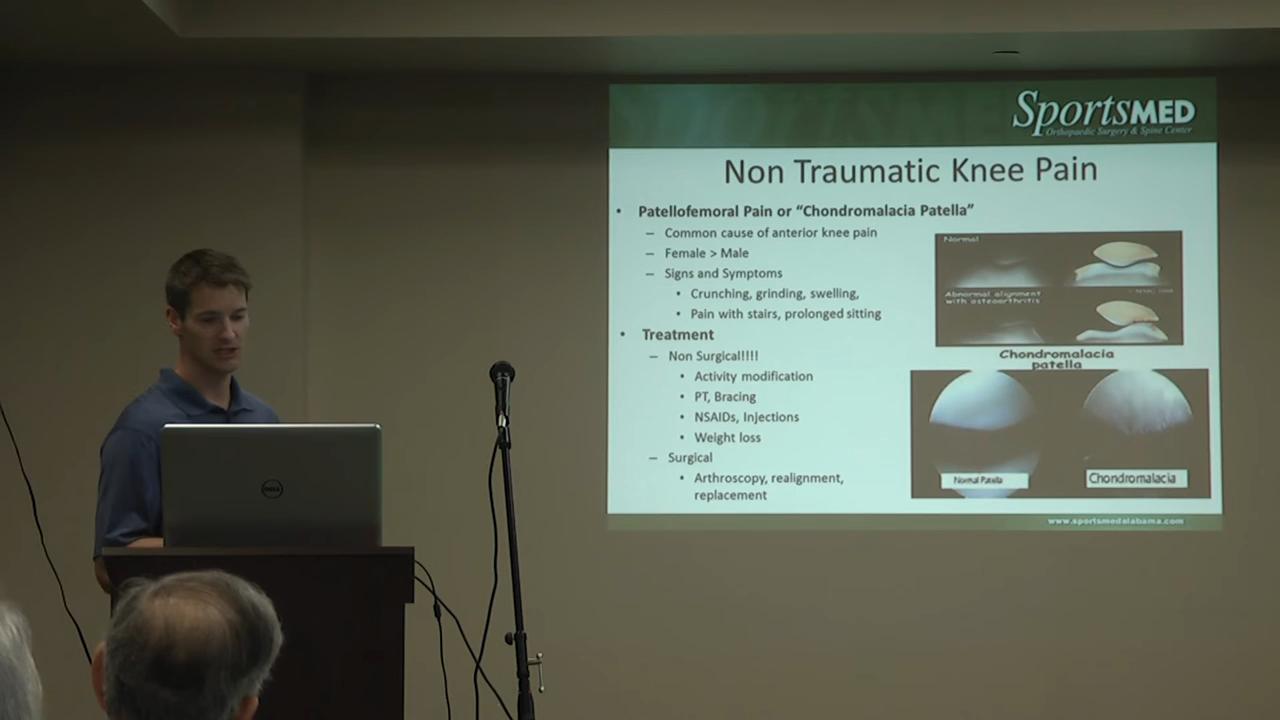 SportsMED
Orthopaedic Surgery & Spine Center
Non Traumatic Knee Pain
• Patellofemoral Pain or “Chondromalacia Patella”
– Common cause of anterior knee pain
– Female > Male
– Signs and Symptoms
• Crunching, grinding, swelling,
• Pain with stairs, prolonged sitting
• Treatment
– Non Surgical!!!!
• Activity modification
• PT, Bracing
• NSAIDs, Injections
• Weight loss
– Surgical
• Arthroscopy, realignment,
replacement
Normal
Abnormal alignment
with osteoarthritis
Chondromalacia
patella
Normal Patella
Chondromalacia
www.sportsmedalabama.com
DELL